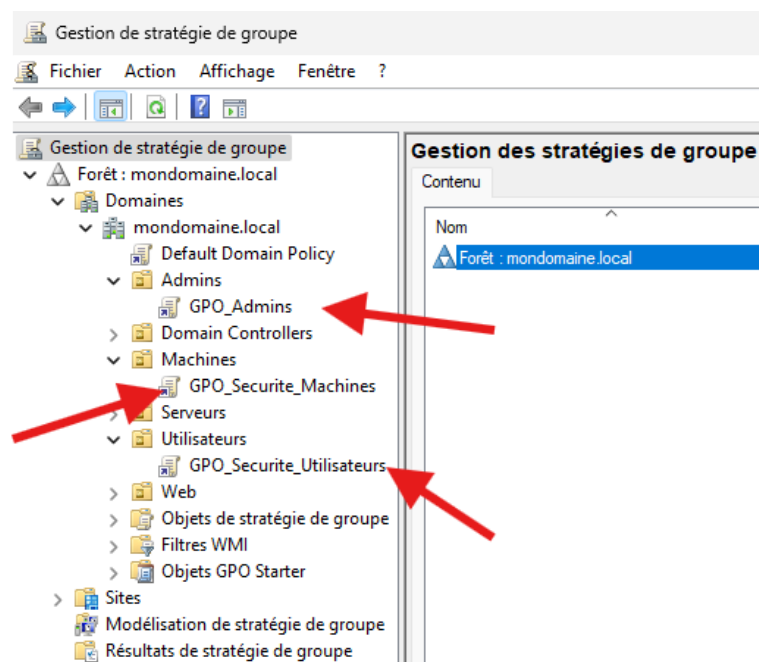 Gestion de stratégie de groupe
Fichier Action Affichage Fenêtre ?
Gestion de stratégie de groupe
Forêt : mondomaine.local
Domaines
mondomaine.local
Default Domain Policy
Admins
GPO_Admins
Domain Controllers
Machines
GPO_Securite_Machines
Serveurs
Utilisateurs
GPO_Securite_Utilisateurs
Web
Objets de stratégie de groupe
Filtres WMI
Objets GPO Starter
Sites
Modélisation de stratégie de groupe
Résultats de stratégie de groupe
Gestion des stratégies de groupe
Contenu
Nom
Forêt : mondomaine.local